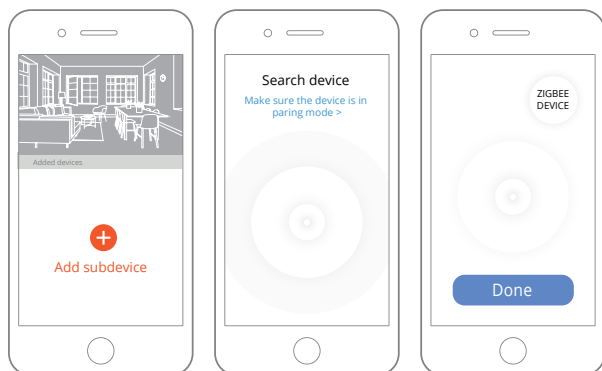 Added devices
Add subdevice
Search device
Make sure the device is in
paring mode >
ZIGBEE
DEVICE
Done